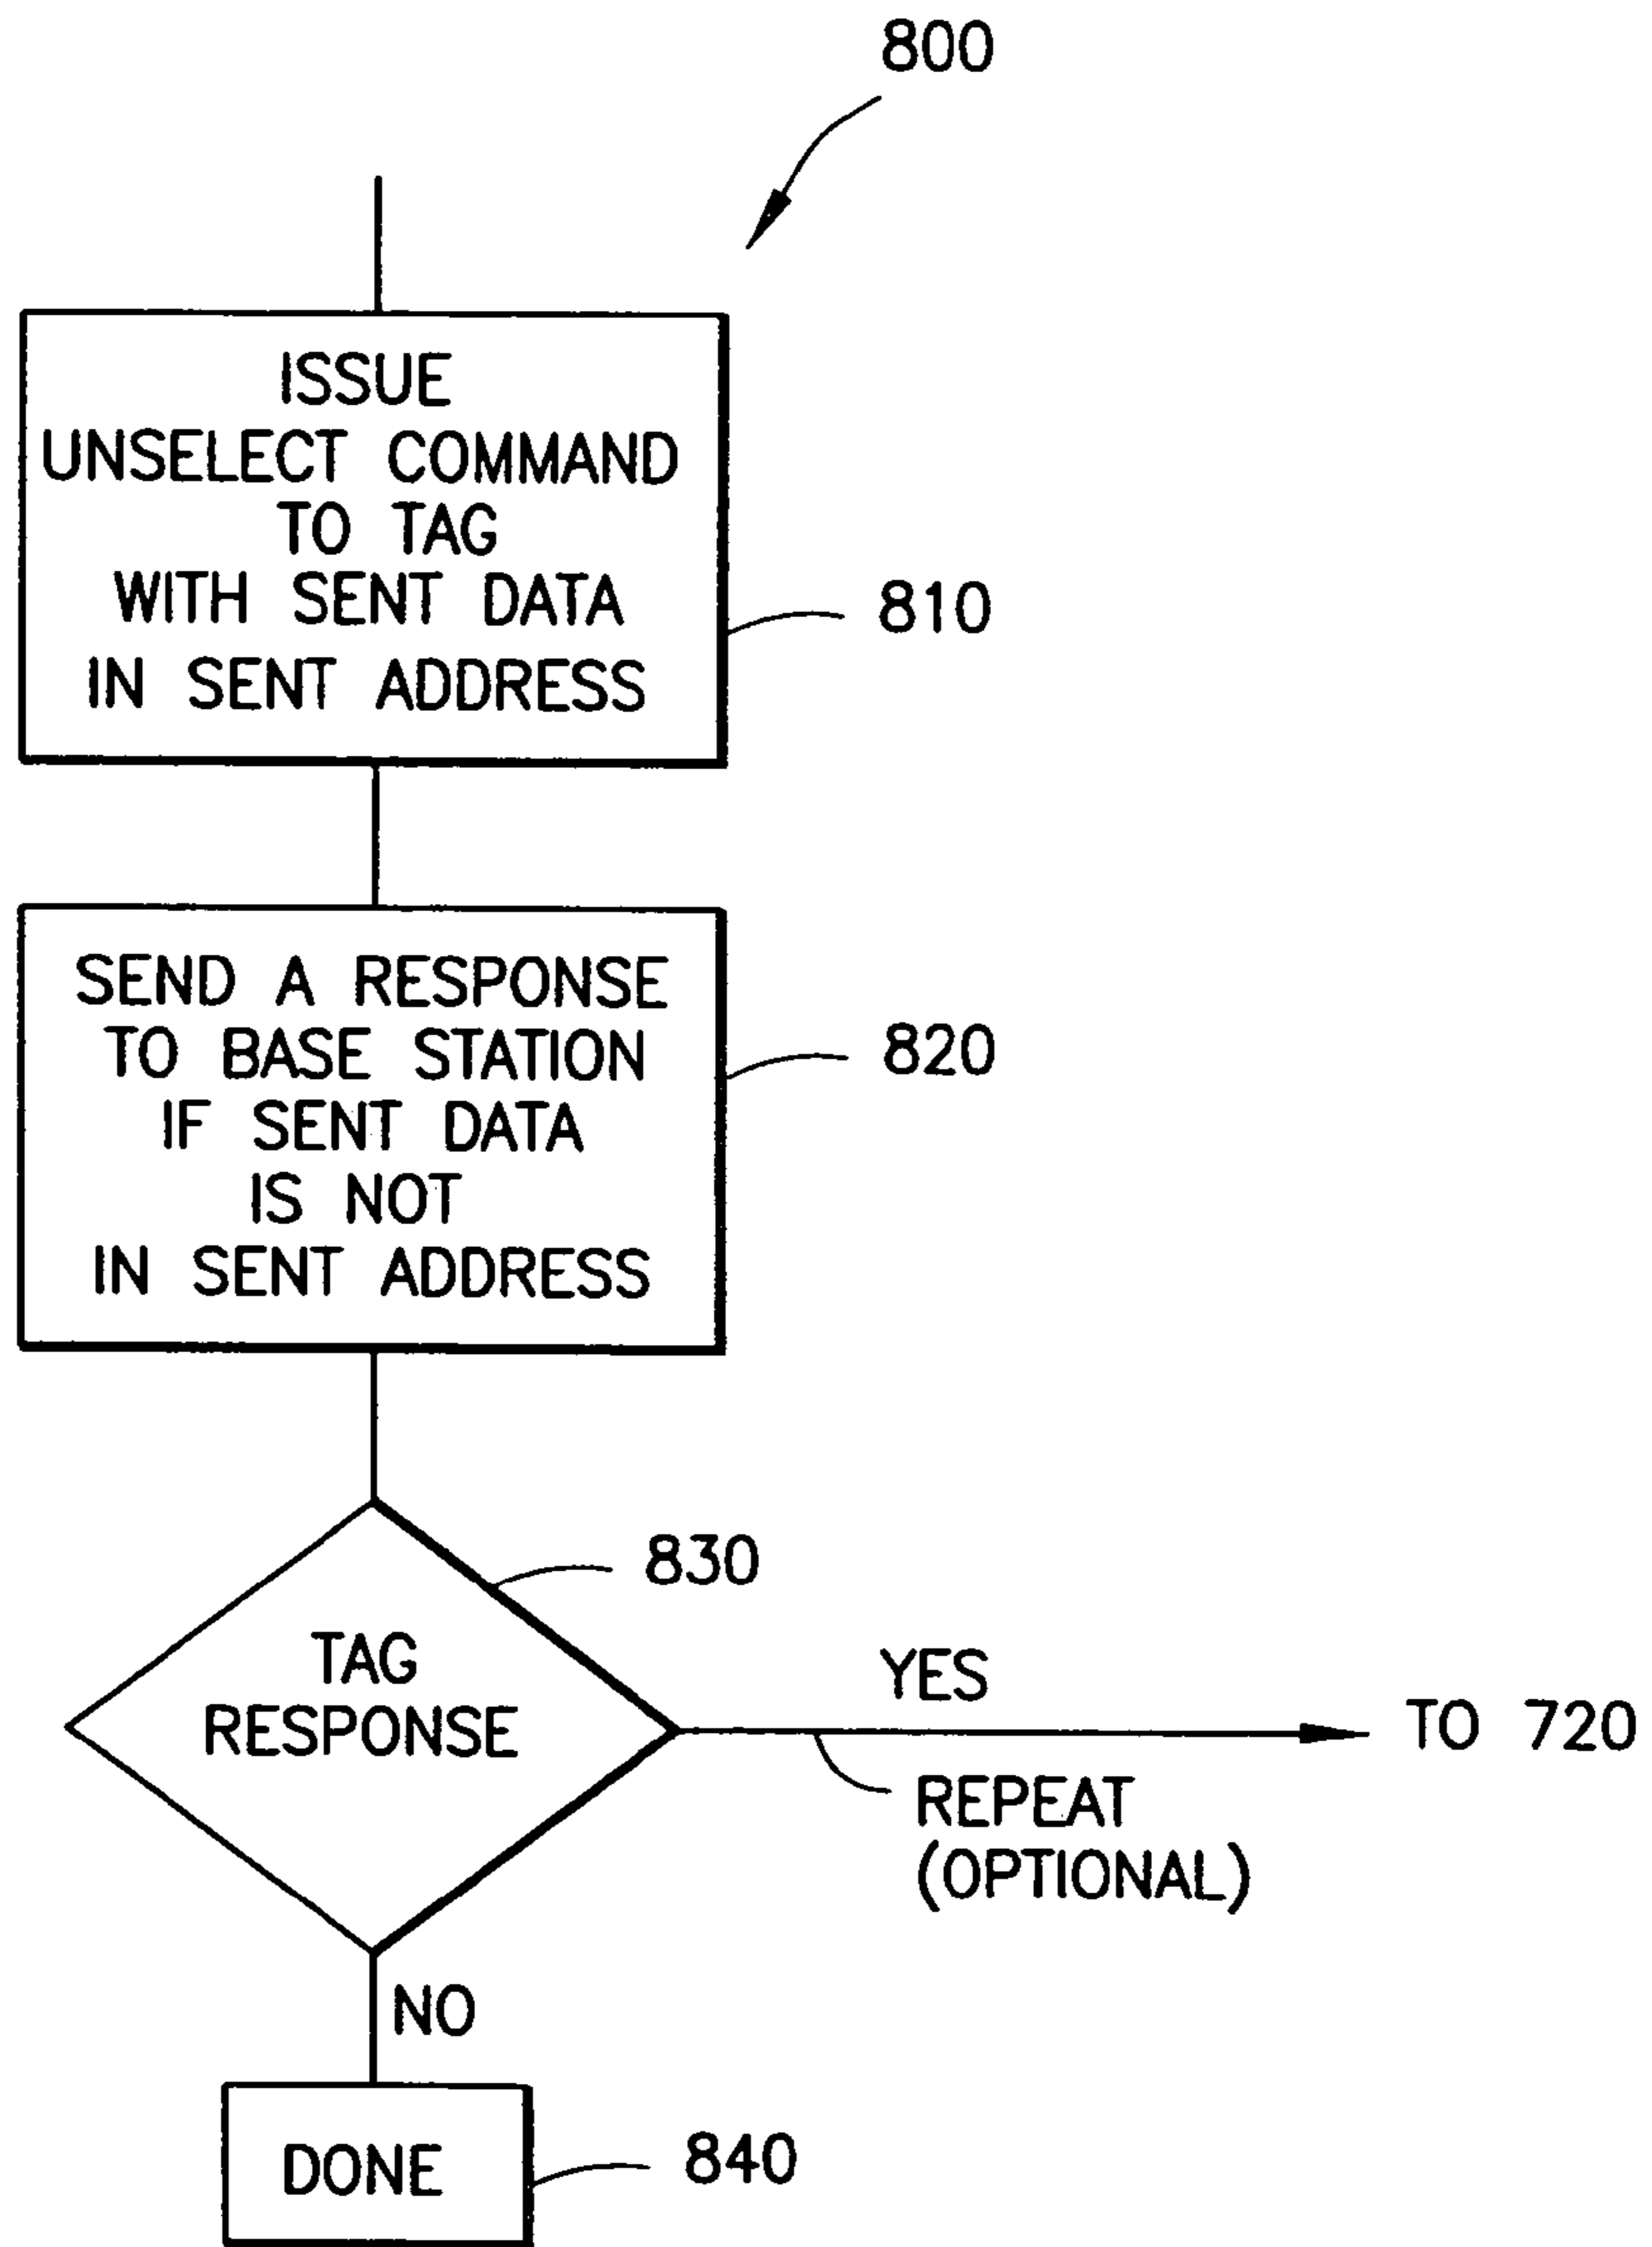 800
ISSUE
UNSELECT COMMAND
TO TAG
WITH SENT DATA
IN SENT ADDRESS
810
SEND A RESPONSE
TO BASE STATION
IF SENT DATA
IS NOT
IN SENT ADDRESS
820
830
TAG
RESPONSE
YES
TO 720
REPEAT
(OPTIONAL)
NO
DONE
840